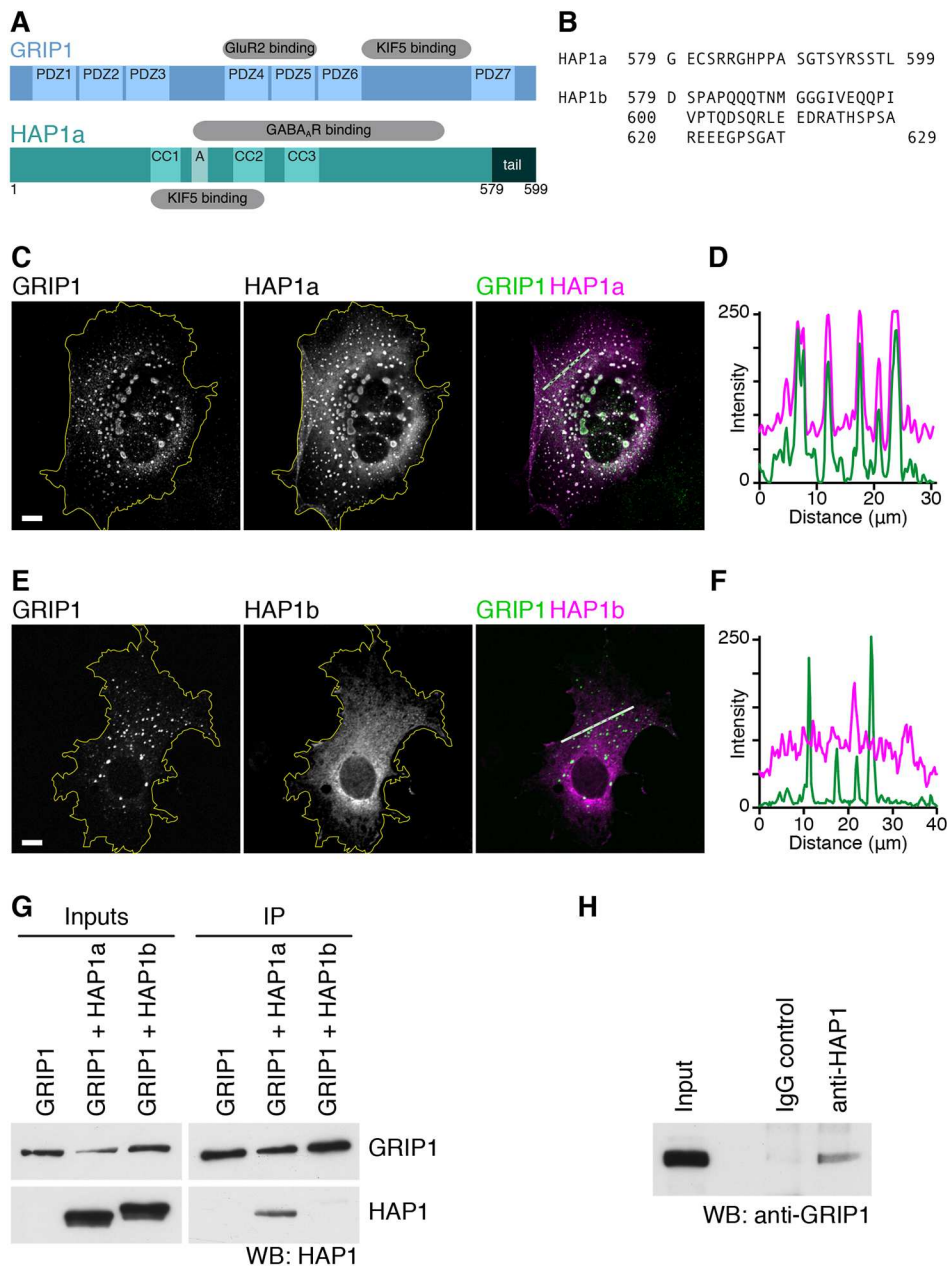 A
GRIP1
GluR2 binding
KIF5 binding
PDZ1 PDZ2 PDZ3 PDZ4 PDZ5 PDZ6 PDZ7
HAP1a
GABA_AR binding
CC1 A CC2 CC3 tail
1 579 599
KIF5 binding
B
HAP1a 579 G ECSRRGHPPA SGTSYRSSTL 599
HAP1b 579 D SPAPQQQTNM GGGIVEQQPI
600 VPTQDSQRLE EDRATHSPSA
620 REEEGPSGAT 629
C
GRIP1 HAP1a GRIP1 HAP1a
D
250
Intensity
0
0 10 20 30
Distance (µm)
E
GRIP1 HAP1b GRIP1 HAP1b
F
250
Intensity
0
0 10 20 30 40
Distance (µm)
G
Inputs IP
GRIP1
GRIP1 + HAP1a
GRIP1 + HAP1b
GRIP1
GRIP1 + HAP1a
GRIP1 + HAP1b
GRIP1
HAP1
WB: HAP1
H
Input
IgG control
anti-HAP1
WB: anti-GRIP1